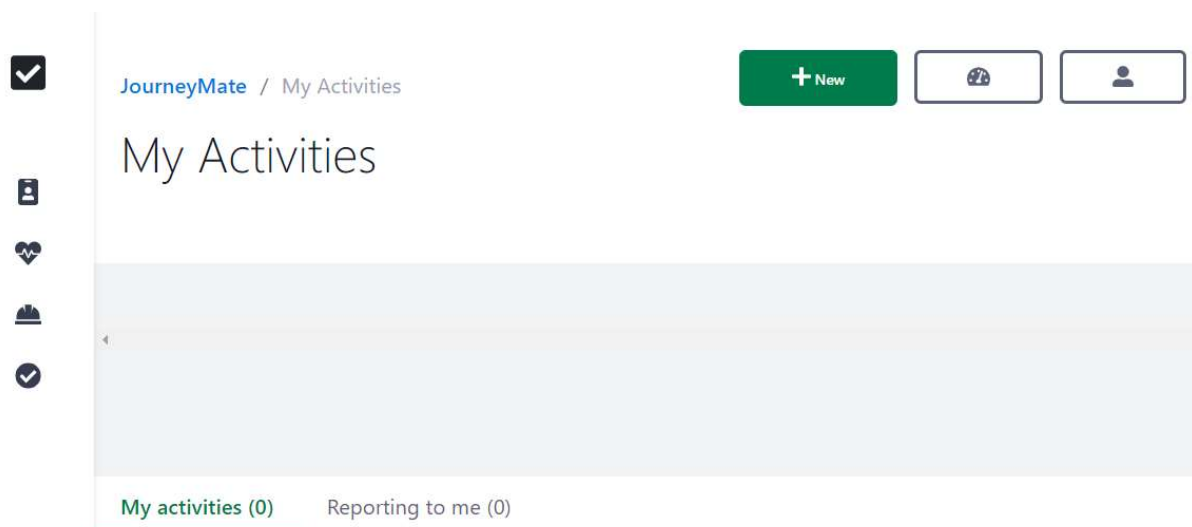 JourneyMate / My Activities
New
My Activities
My activities (0) Reporting to me (0)